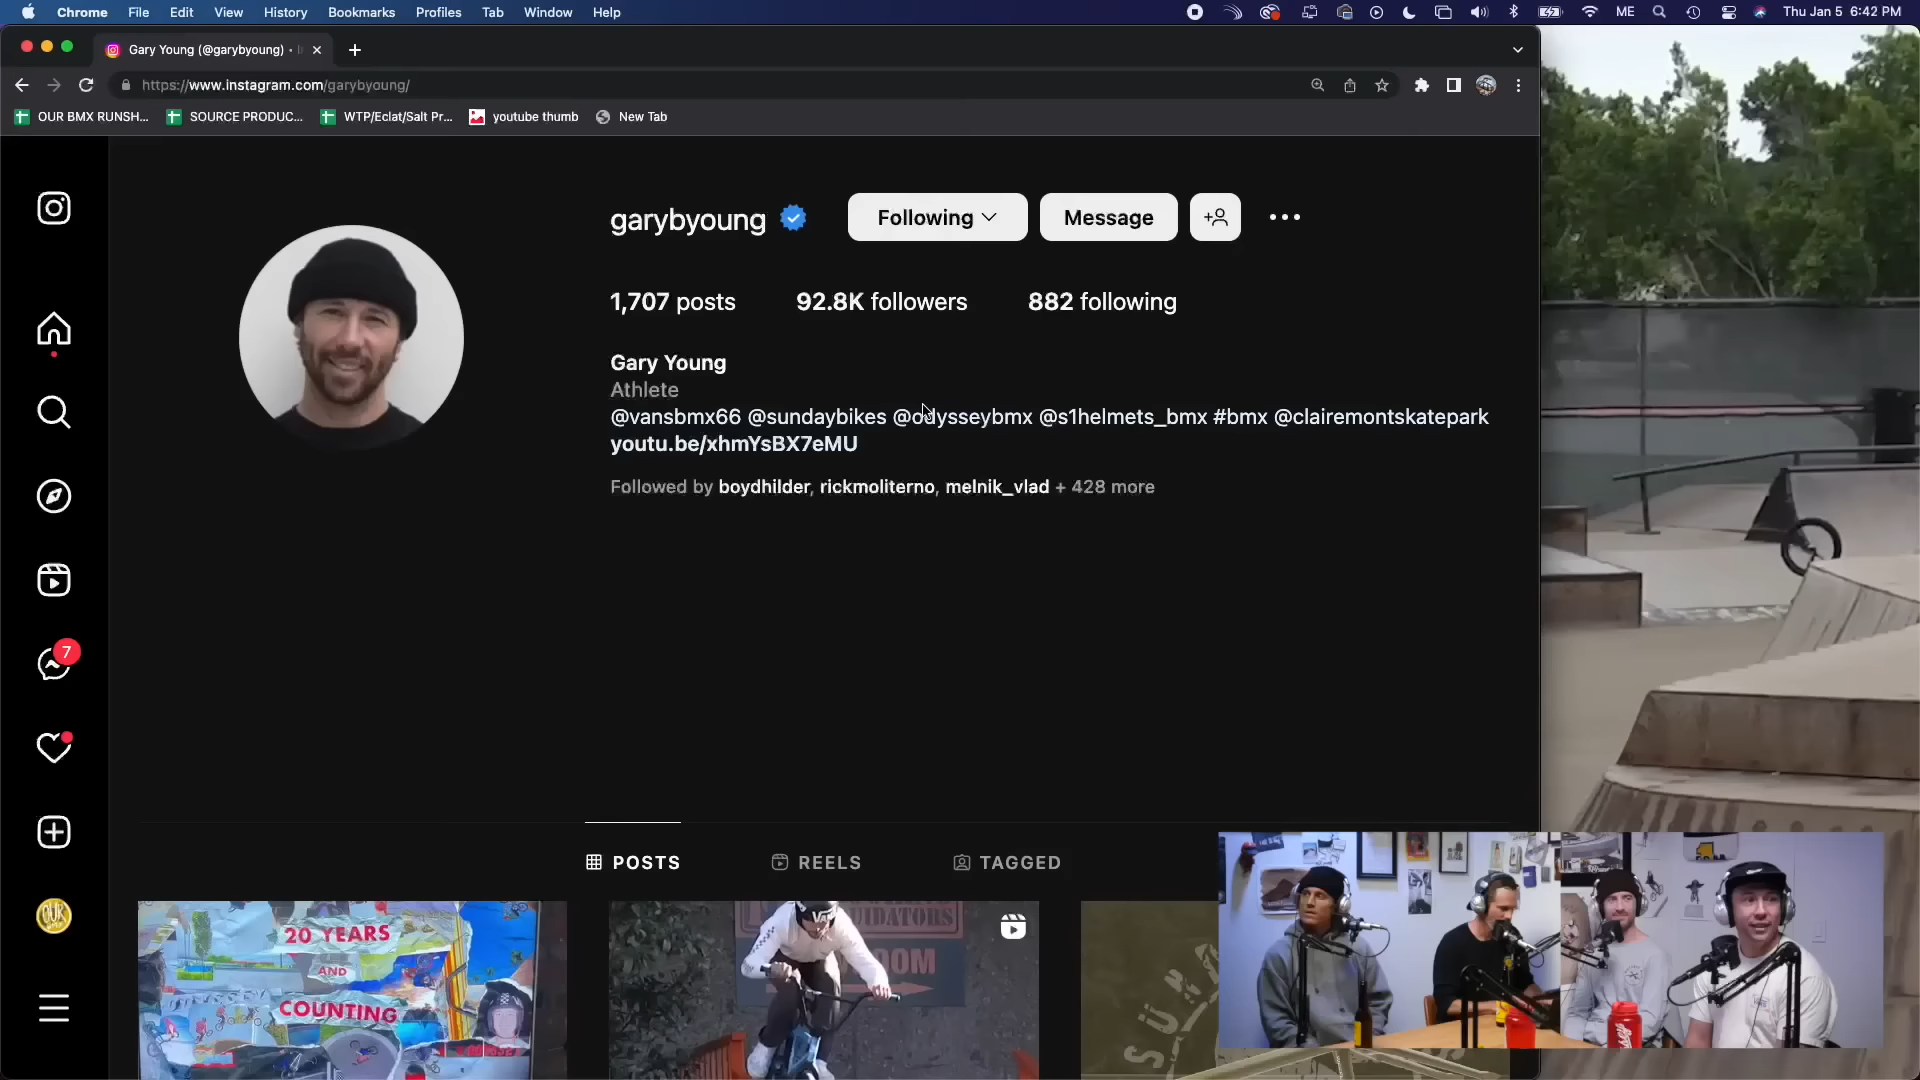 Chrome File Edit View History Bookmarks Profiles Tab Window Help
ME Thu Jan 5 6:42 PM
Gary Young (@garybyoung) •
https://www.instagram.com/garybyoung/
OUR BMX RUNSH... SOURCE PRODUC... WTP/Eclat/Salt Pr... youtube thumb New Tab
garybyoung Following Message
1,707 posts 92.8K followers 882 following
Gary Young
Athlete
@vansbmx66 @sundaybikes @odysseybmx @s1helmets_bmx #bmx @clairemontskatepark
youtu.be/xhmYsBX7eMU
Followed by boydhilder, rickmoliterno, melnik_vlad + 428 more
7
POSTS REELS TAGGED
OUR
20 YEARS
AND
COUNTING